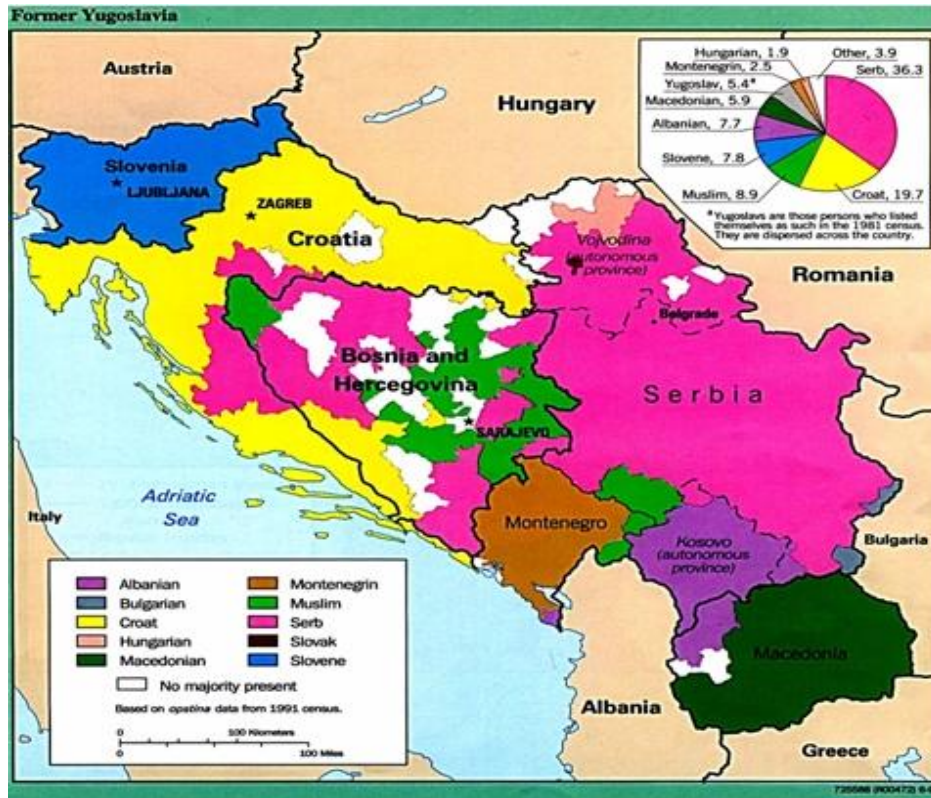 Former Yugoslavia
Austria
Hungary
Hungarian, 1.9
Montenegrin, 2.5
Yugoslav, 5.4*
Macedonian, 5.9
Albanian, 7.7
Slovene, 7.8
Muslim, 8.9
Other, 3.9
Serb, 36.3
Croat, 19.7
*Yugoslavs are those persons who listed
themselves as such in the 1981 census.
They are dispersed across the country.
Slovenia
LJUBLJANA
ZAGREB
Croatia
Vojvodina
(autonomous
province)
Romania
Belgrade
Bosnia and
Hercegovina
Serbia
SARAJEVO
Adriatic
Sea
Italy
Montenegro
Kosovo
(autonomous
province)
Bulgaria
Albanian
Bulgarian
Croat
Hungarian
Macedonian
Montenegrin
Muslim
Serb
Slovak
Slovene
No majority present
Based on opstina data from 1991 census.
0 100 Kilometers
0 100 Miles
Macedonia
Albania
Greece